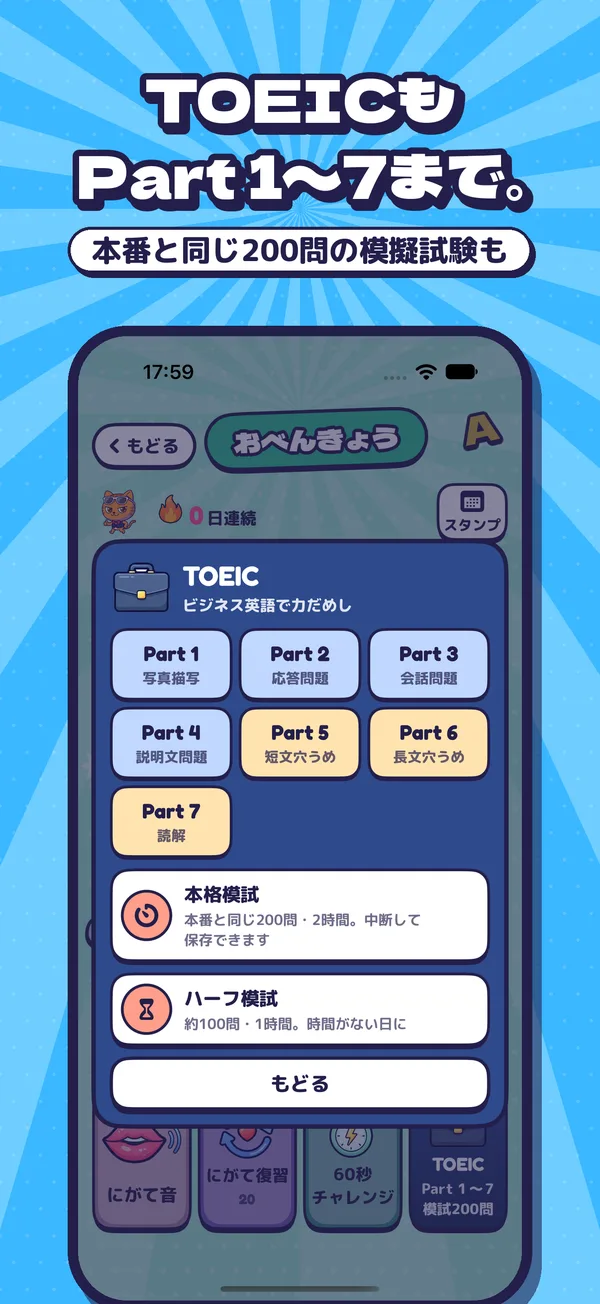 TOEICも
Part 1〜7まで。
本番と同じ200問の模擬試験も
17:59
もどる
おべんきょう
A
0日連続
スタンプ
TOEIC
ビジネス英語で力だめし
Part 1
写真描写
Part 2
応答問題
Part 3
会話問題
Part 4
説明文問題
Part 5
短文穴うめ
Part 6
長文穴うめ
Part 7
読解
本格模試
本番と同じ200問・2時間。中断して
保存できます
ハーフ模試
約100問・1時間。時間がない日に
もどる
にがて音
にがて復習
20
60秒
チャレンジ
TOEIC
Part 1〜7
模試200問